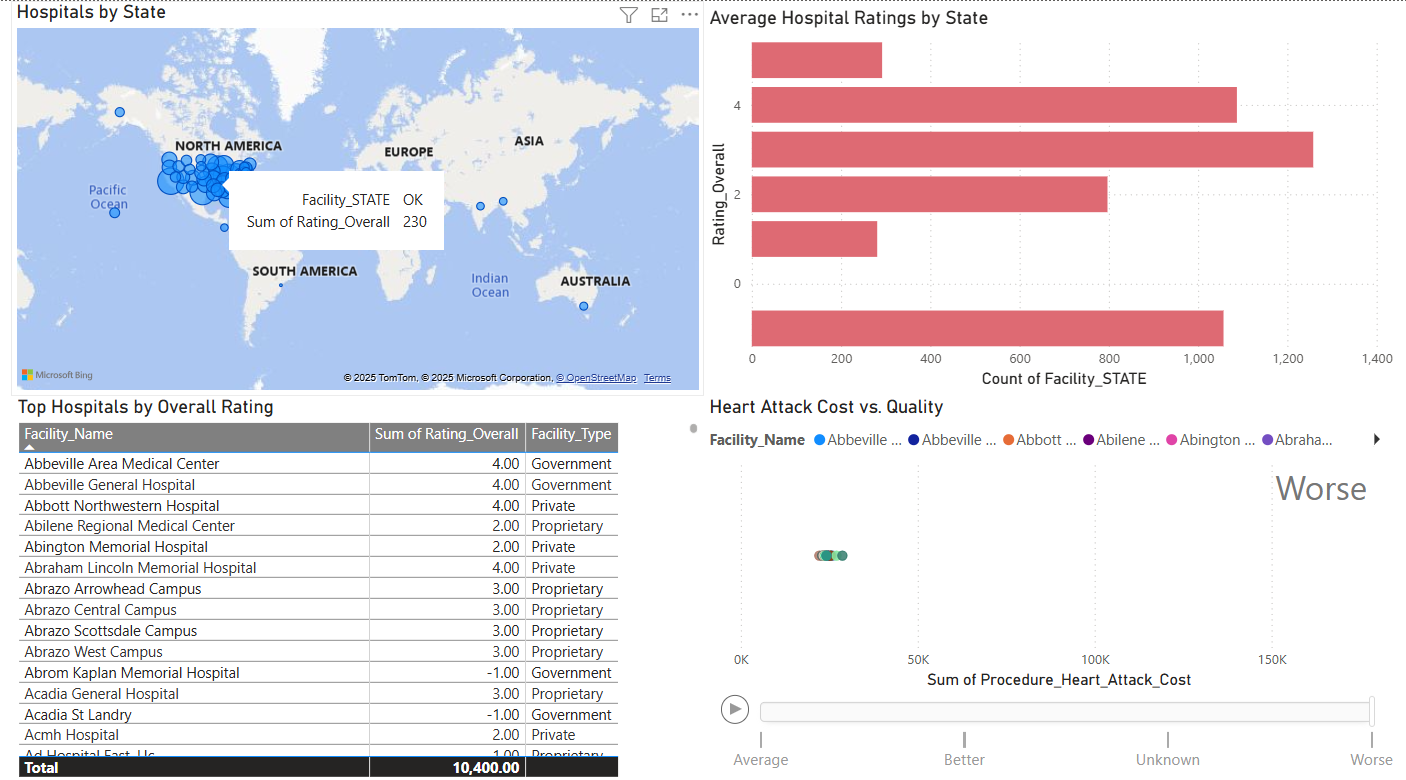 Hospitals by State
NORTH AMERICA
EUROPE
ASIA
Pacific
Ocean
Facility_STATE OK
Sum of Rating_Overall 230
SOUTH AMERICA
Indian
Ocean
AUSTRALIA
Microsoft Bing
© 2025 TomTom, © 2025 Microsoft Corporation, © OpenStreetMap Terms
Average Hospital Ratings by State
Rating_Overall
4
2
0
0 200 400 600 800 1,000 1,200 1,400
Count of Facility_STATE
Top Hospitals by Overall Rating
Facility_Name Sum of Rating_Overall Facility_Type
Abbeville Area Medical Center 4.00 Government
Abbeville General Hospital 4.00 Government
Abbott Northwestern Hospital 4.00 Private
Abilene Regional Medical Center 2.00 Proprietary
Abington Memorial Hospital 2.00 Private
Abraham Lincoln Memorial Hospital 4.00 Private
Abrazo Arrowhead Campus 3.00 Proprietary
Abrazo Central Campus 3.00 Proprietary
Abrazo Scottsdale Campus 3.00 Proprietary
Abrazo West Campus 3.00 Proprietary
Abrom Kaplan Memorial Hospital -1.00 Government
Acadia General Hospital 3.00 Proprietary
Acadia St Landry -1.00 Government
Acmh Hospital 2.00 Private
Ad Hospital East, Llc 1.00 Proprietary
Total 10,400.00
Heart Attack Cost vs. Quality
Facility_Name Abbeville ... Abbeville ... Abbott ... Abilene ... Abington ... Abraha...
Worse
0K 50K 100K 150K
Sum of Procedure_Heart_Attack_Cost
Average Better Unknown Worse